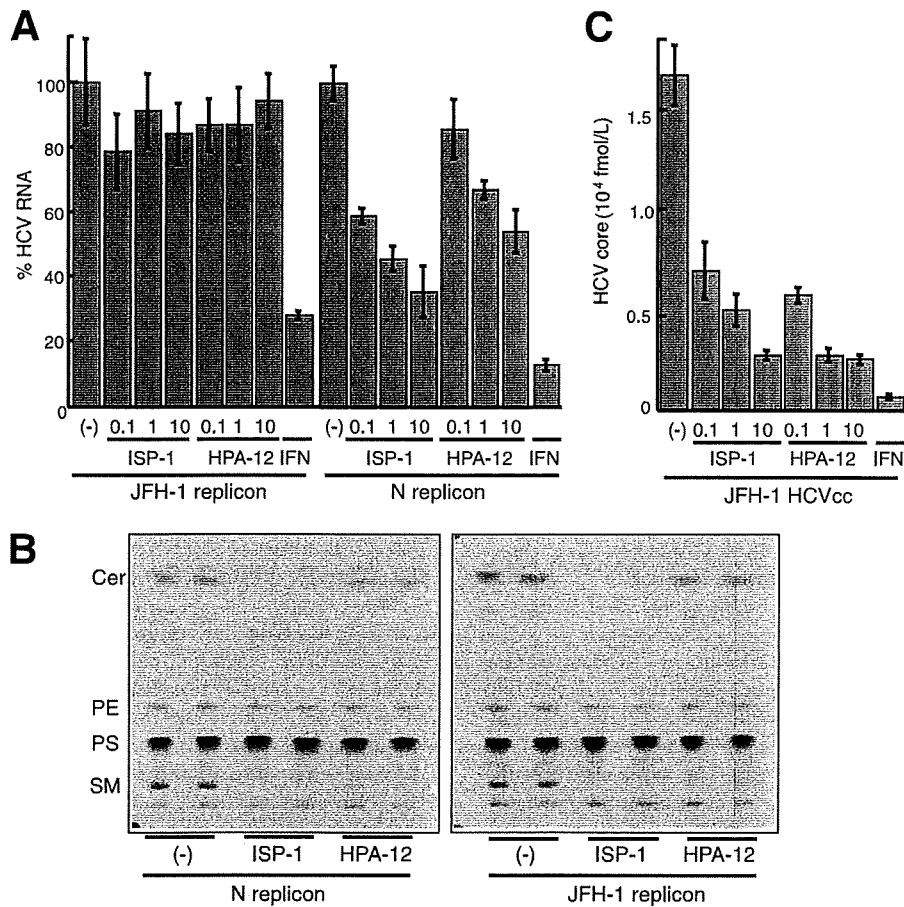 A
% HCV RNA
100
80
60
40
20
0
(-) 0.1 1 10 0.1 1 10 (-) 0.1 1 10 0.1 1 10
ISP-1 HPA-12 IFN ISP-1 HPA-12 IFN
JFH-1 replicon N replicon
C
HCV core (10⁴ fmol/L)
1.5
1.0
0.5
0
(-) 0.1 1 10 0.1 1 10
ISP-1 HPA-12 IFN
JFH-1 HCVcc
B
Cer
PE
PS
SM
(-) ISP-1 HPA-12 (-) ISP-1 HPA-12
N replicon JFH-1 replicon